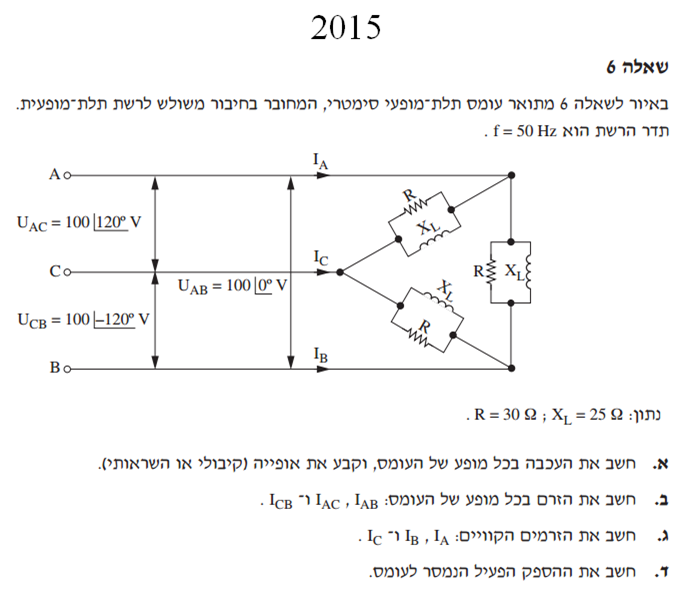 2015
שאלה 6
באיור לשאלה 6 מתואר עומס תלת־מופעי סימטרי, המחובר בחיבור משולש לרשת תלת־מופעית.
תדר הרשת הוא f = 50 Hz .
A
I_A
R
X_L
U_AC = 100 |120° V
C
I_C
U_AB = 100 |0° V
R
X_L
U_CB = 100 |–120° V
X_L
R
B
I_B
נתון: R = 30 Ω ; X_L = 25 Ω .
א. חשב את העכבה בכל מופע של העומס, וקבע את אופייה (קיבולי או השראותי).
ב. חשב את הזרם בכל מופע של העומס: I_AB , I_AC ו־ I_CB .
ג. חשב את הזרמים הקוויים: I_A , I_B ו־ I_C .
ד. חשב את ההספק הפעיל הנמסר לעומס.